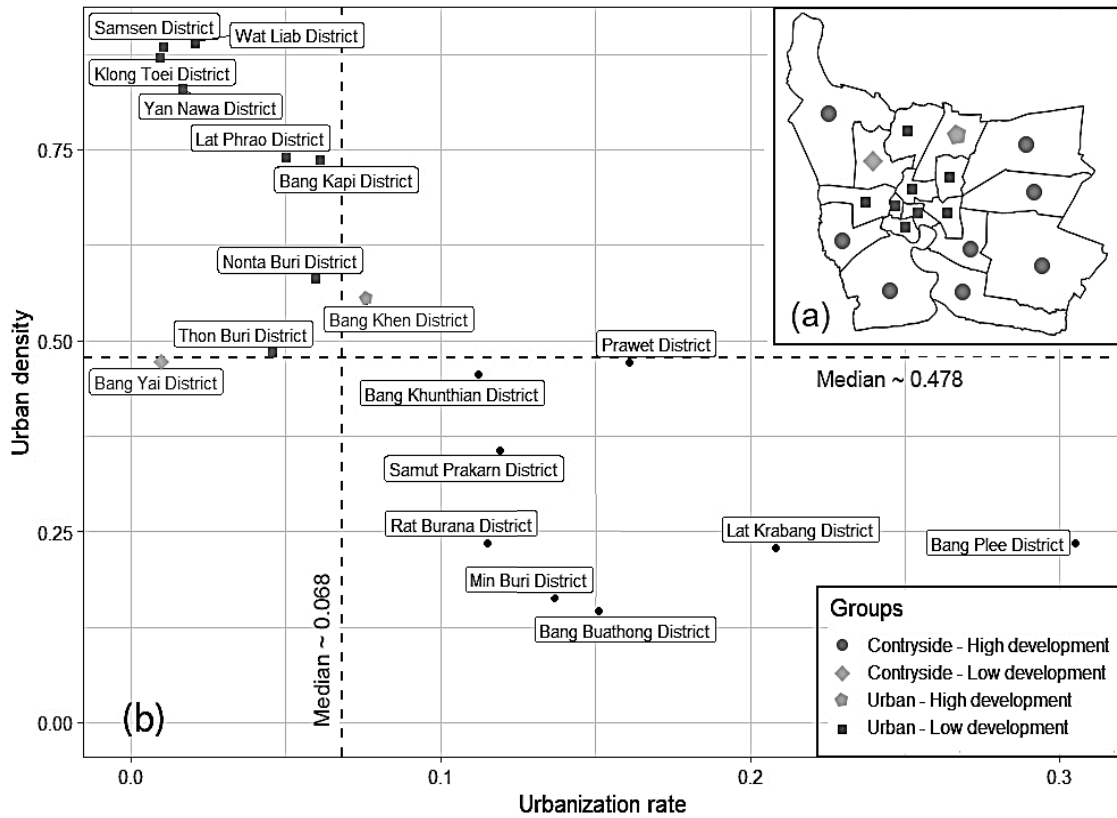 Samsen District
Wat Liab District
Klong Toei District
Yan Nawa District
Lat Phrao District
Bang Kapi District
Nonta Buri District
Bang Khen District
Thon Buri District
Bang Yai District
Prawet District
Bang Khunthian District
Median ~ 0.478
Samut Prakarn District
Rat Burana District
Lat Krabang District
Bang Plee District
Min Buri District
Bang Buathong District
Median ~ 0.068
(a)
(b)
Groups
Contryside - High development
Contryside - Low development
Urban - High development
Urban - Low development
Urban density
0.75
0.50
0.25
0.00
0.0
0.1
0.2
0.3
Urbanization rate